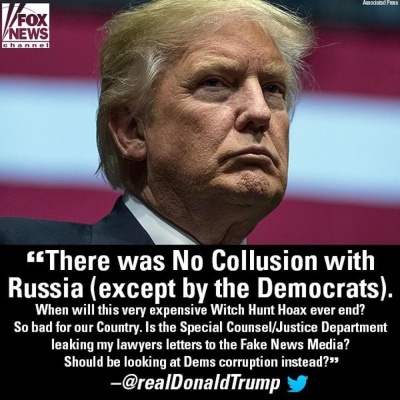 Associated Press
FOX
NEWS
channel
“There was No Collusion with
Russia (except by the Democrats).
When will this very expensive Witch Hunt Hoax ever end?
So bad for our Country. Is the Special Counsel/Justice Department
leaking my lawyers letters to the Fake News Media?
Should be looking at Dems corruption instead?”
–@realDonaldTrump